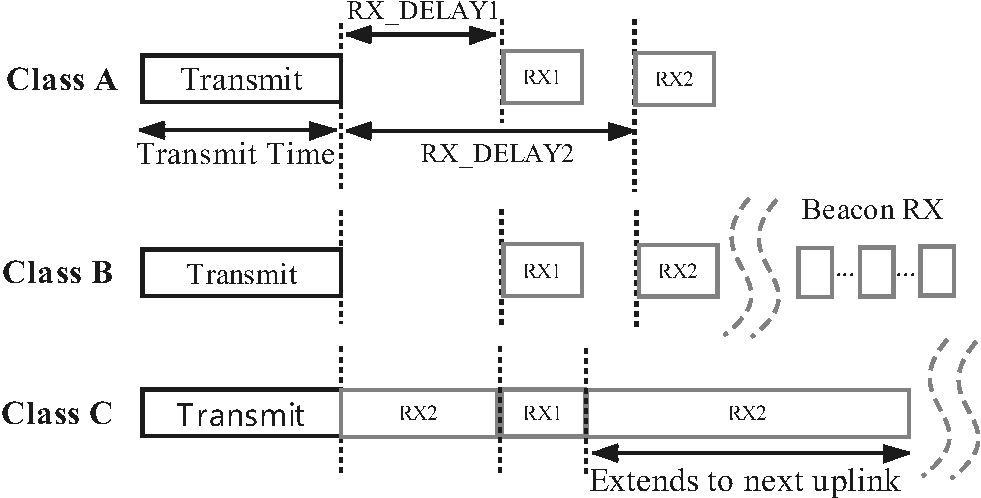 RX_DELAY1
Class A Transmit RX1 RX2
Transmit Time
RX_DELAY2
Beacon RX
Class B Transmit RX1 RX2 ... ...
Class C Transmit RX2 RX1 RX2
Extends to next uplink